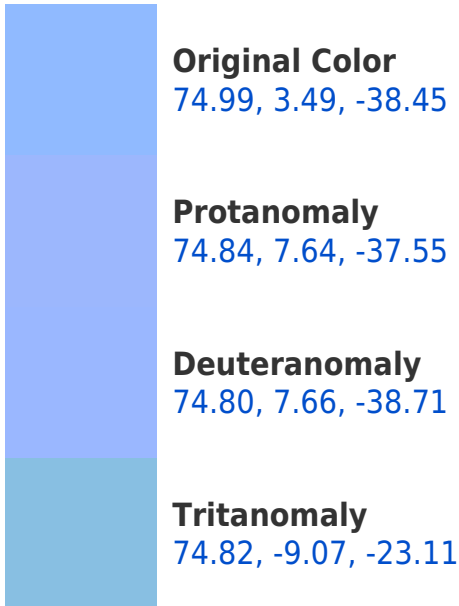 Original Color
74.99, 3.49, -38.45
Protanomaly
74.84, 7.64, -37.55
Deuteranomaly
74.80, 7.66, -38.71
Tritanomaly
74.82, -9.07, -23.11